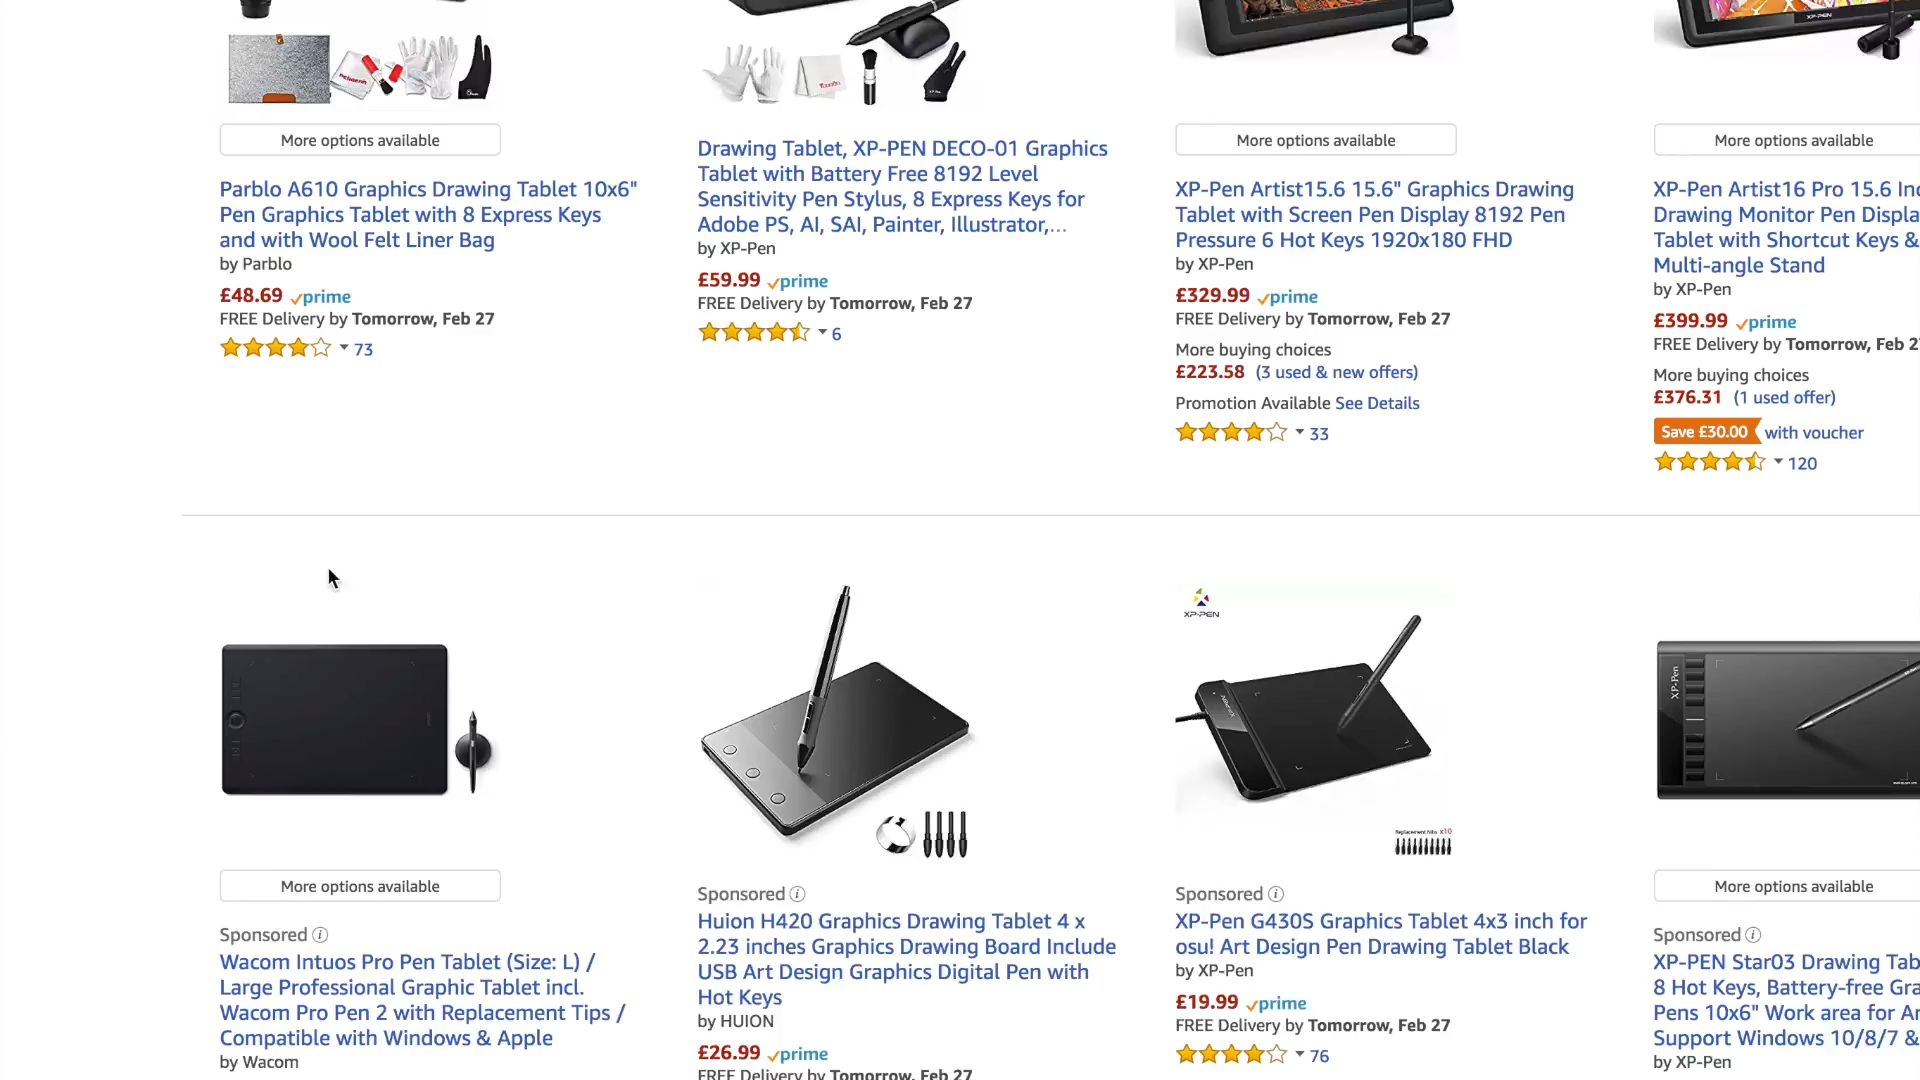 More options available
Parblo A610 Graphics Drawing Tablet 10x6"
Pen Graphics Tablet with 8 Express Keys
and with Wool Felt Liner Bag
by Parblo
£48.69 prime
FREE Delivery by Tomorrow, Feb 27
73
Drawing Tablet, XP-PEN DECO-01 Graphics
Tablet with Battery Free 8192 Level
Sensitivity Pen Stylus, 8 Express Keys for
Adobe PS, AI, SAI, Painter, Illustrator,...
by XP-Pen
£59.99 prime
FREE Delivery by Tomorrow, Feb 27
6
More options available
XP-Pen Artist15.6 15.6" Graphics Drawing
Tablet with Screen Pen Display 8192 Pen
Pressure 6 Hot Keys 1920x180 FHD
by XP-Pen
£329.99 prime
FREE Delivery by Tomorrow, Feb 27
More buying choices
£223.58 (3 used & new offers)
Promotion Available See Details
33
XP-PEN
More options available
XP-Pen Artist16 Pro 15.6 Inc
Drawing Monitor Pen Displa
Tablet with Shortcut Keys &
Multi-angle Stand
by XP-Pen
£399.99 prime
FREE Delivery by Tomorrow, Feb 2
More buying choices
£376.31 (1 used offer)
Save £30.00 with voucher
120
More options available
Sponsored
Wacom Intuos Pro Pen Tablet (Size: L) /
Large Professional Graphic Tablet incl.
Wacom Pro Pen 2 with Replacement Tips /
Compatible with Windows & Apple
by Wacom
Sponsored
Huion H420 Graphics Drawing Tablet 4 x
2.23 inches Graphics Drawing Board Include
USB Art Design Graphics Digital Pen with
Hot Keys
by HUION
£26.99 prime
FREE Delivery by Tomorrow, Feb 27
XP-PEN
Replacement Nibs x10
Sponsored
XP-Pen G430S Graphics Tablet 4x3 inch for
osu! Art Design Pen Drawing Tablet Black
by XP-Pen
£19.99 prime
FREE Delivery by Tomorrow, Feb 27
76
XP-Pen
More options available
Sponsored
XP-PEN Star03 Drawing Tab
8 Hot Keys, Battery-free Gra
Pens 10x6" Work area for Ar
Support Windows 10/8/7 &
by XP-Pen